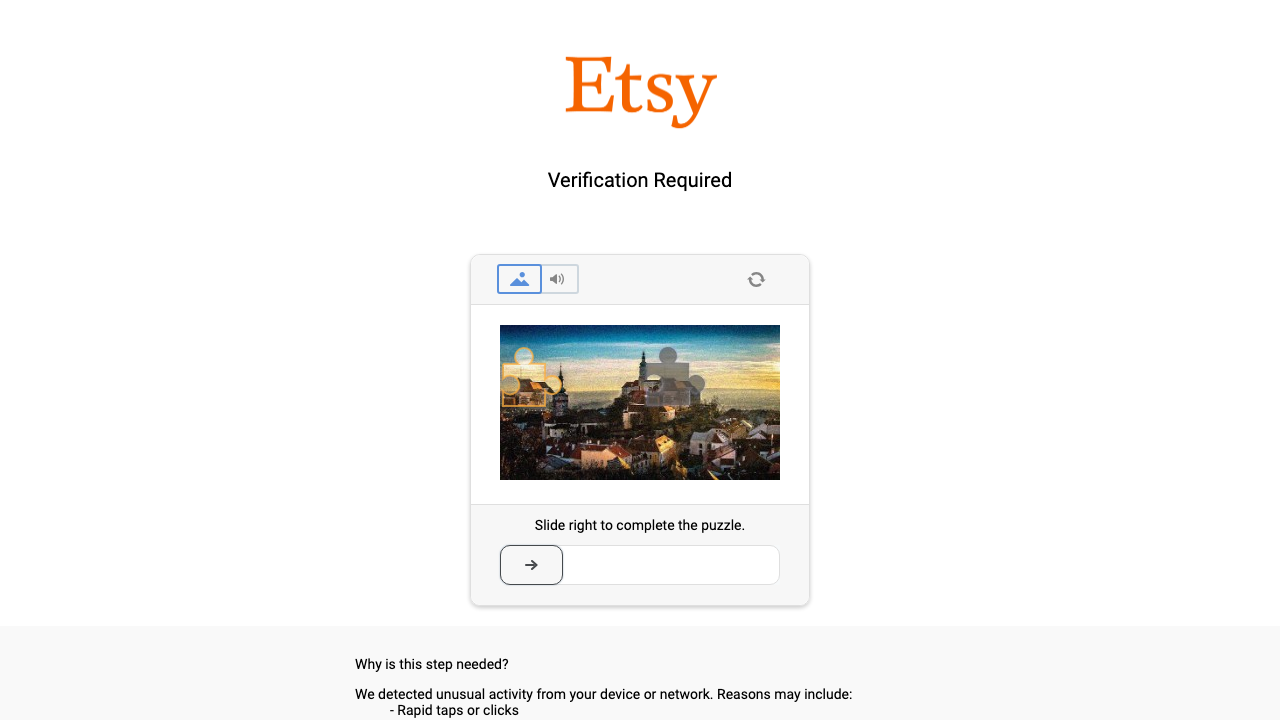 Etsy
Verification Required
Slide right to complete the puzzle.
Why is this step needed?
We detected unusual activity from your device or network. Reasons may include:
- Rapid taps or clicks